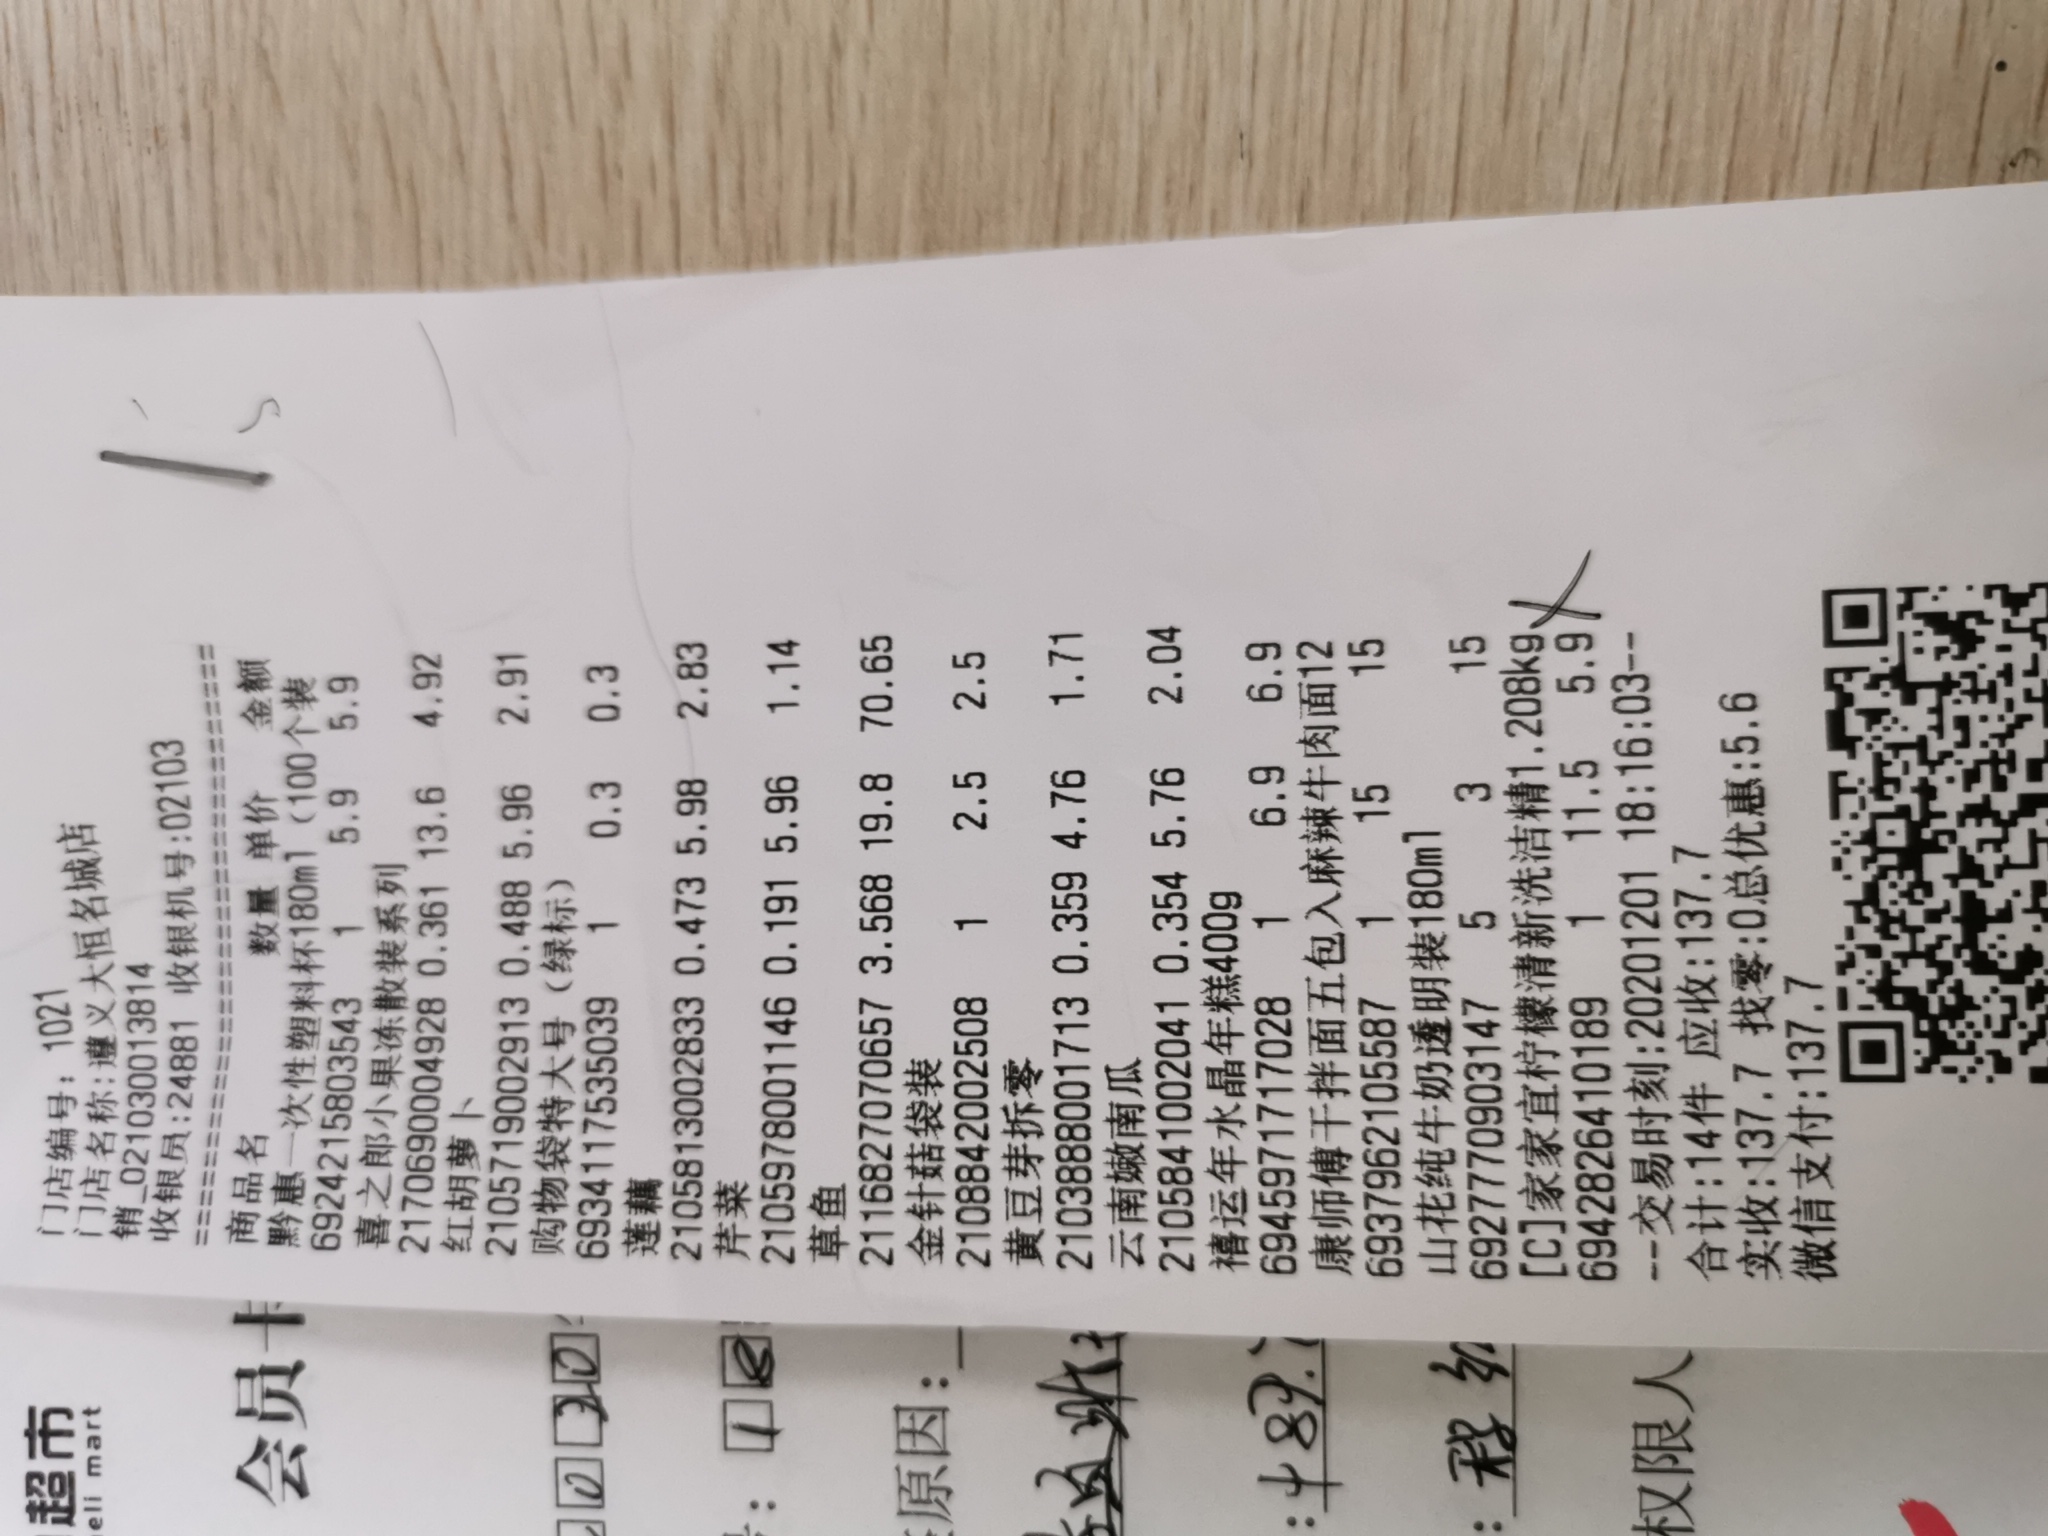 门店编号: 1021
门店名称:遵义大恒名城店
销_02103001​3814
收银员:24881 收银机号:02103
商品名 数量 单价 金额
黔惠一次性塑料杯180ml（100个装
6924215803543 1 5.9 5.9
喜之郎小果冻散装系列
2170690004928 0.361 13.6 4.92
红胡萝卜
2105719002913 0.488 5.96 2.91
购物袋特大号（绿标）
6934117535039 1 0.3 0.3
莲藕
2105813002833 0.473 5.98 2.83
芹菜
2105978001146 0.191 5.96 1.14
草鱼
2116827070657 3.568 19.8 70.65
金针菇袋装
2108842002508 1 2.5 2.5
黄豆芽拆零
2103888001713 0.359 4.76 1.71
云南嫩南瓜
2105841002041 0.354 5.76 2.04
禧运年水晶年糕400g
6945971717028 1 6.9 6.9
康师傅干拌面五包入麻辣牛肉面12
6937962105587 1 15 15
山花纯牛奶透明装180ml
6927770903147 5 3 15
[C]家家宜柠檬清新洗洁精1.208kg
6942826410189 1 11.5 5.9
--交易时刻:20201201 18:16:03--
合计:14件 应收:137.7
实收:137.7 找零:0总优惠:5.6
微信支付:137.7
超市
eli mart
会员卡
原因:
权限人